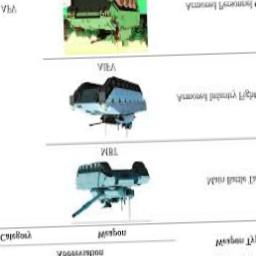 Abbreviation
Category Weapon Weapon Ty
MBT Main Battle Ta
AIFV Armored Infantry Fight
AFV Armored Personnel